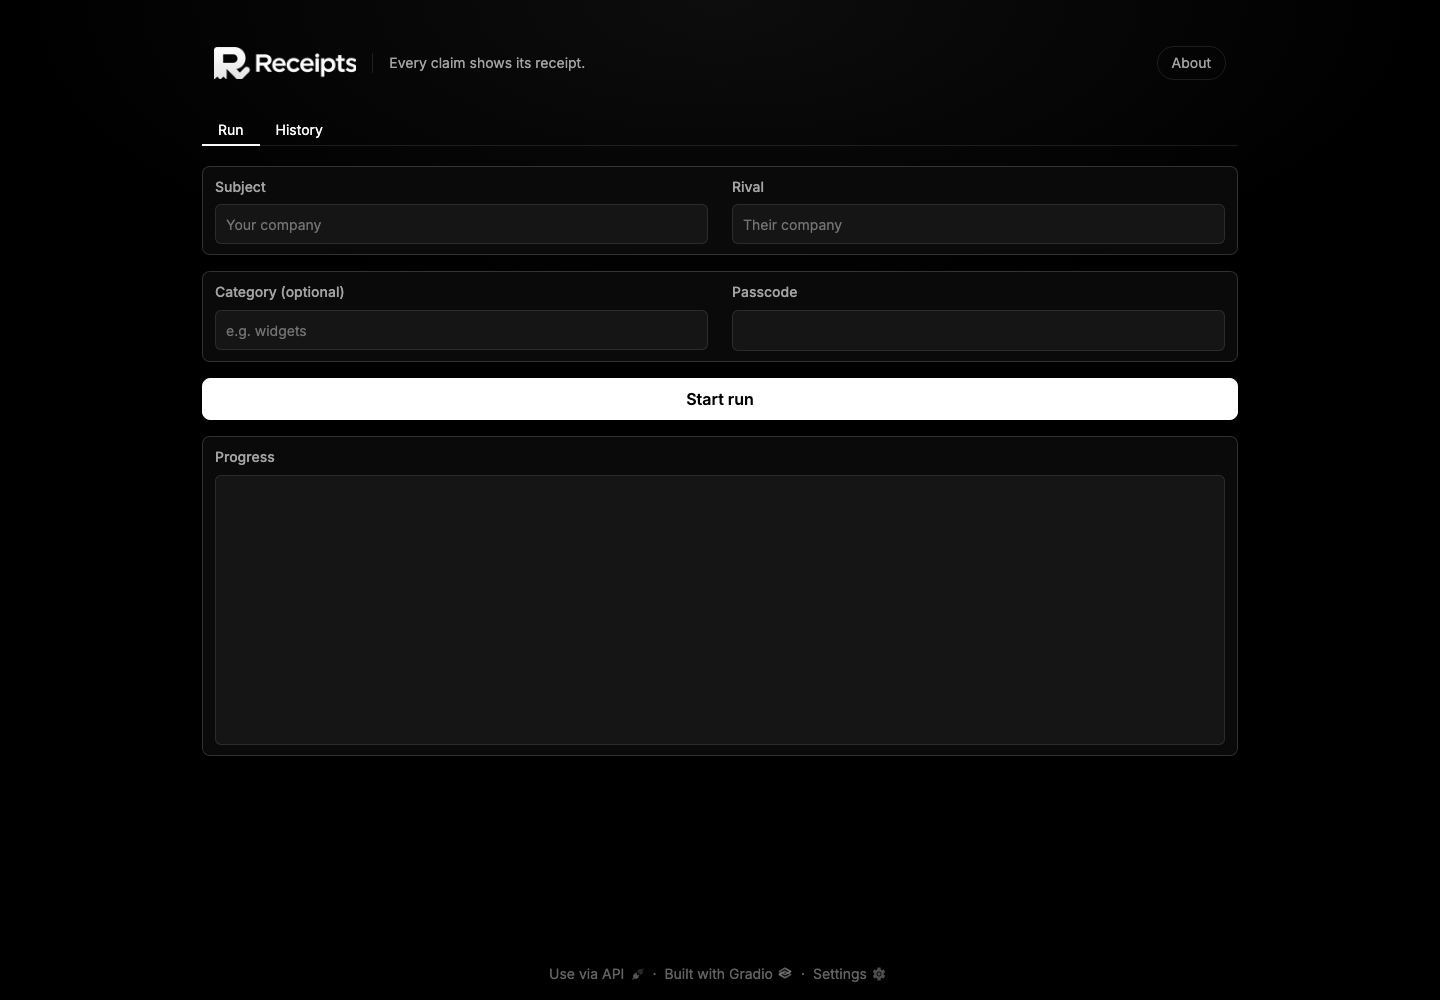 Receipts
Every claim shows its receipt.
About
Run
History
Subject
Rival
Your company
Their company
Category (optional)
Passcode
e.g. widgets
Start run
Progress
Use via API · Built with Gradio · Settings